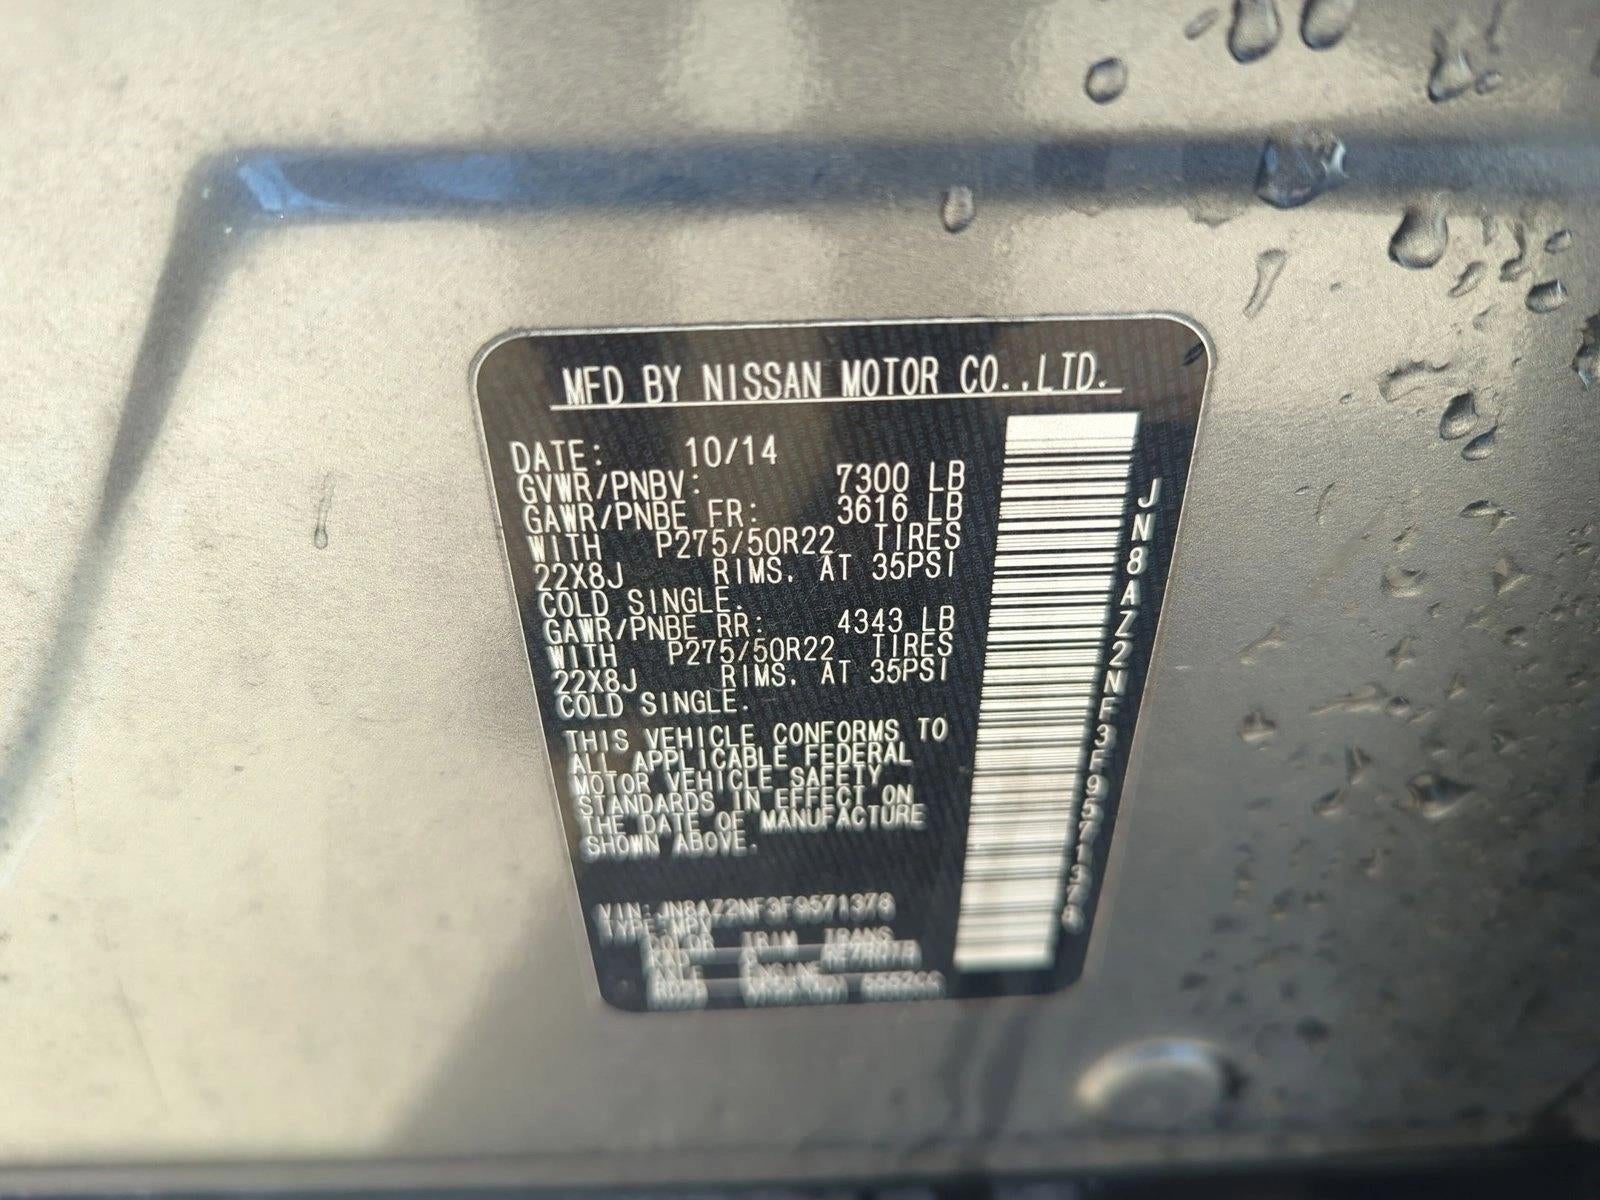 MFD BY NISSAN MOTOR CO.,LTD.
DATE: 10/14
GVWR/PNBV: 7300 LB
GAWR/PNBE FR: 3616 LB
WITH P275/50R22 TIRES
22X8J RIMS. AT 35PSI
COLD SINGLE.
GAWR/PNBE RR: 4343 LB
WITH P275/50R22 TIRES
22X8J RIMS. AT 35PSI
COLD SINGLE.
THIS VEHICLE CONFORMS TO
ALL APPLICABLE FEDERAL
MOTOR VEHICLE SAFETY
STANDARDS IN EFFECT ON
THE DATE OF MANUFACTURE
SHOWN ABOVE.
VIN:JN8AZ2NF3F9571378
TYPE:MPV
COLOR TRIM TRANS
AXLE ENGINE
5552CC
JN8AZ2NF3F9571378